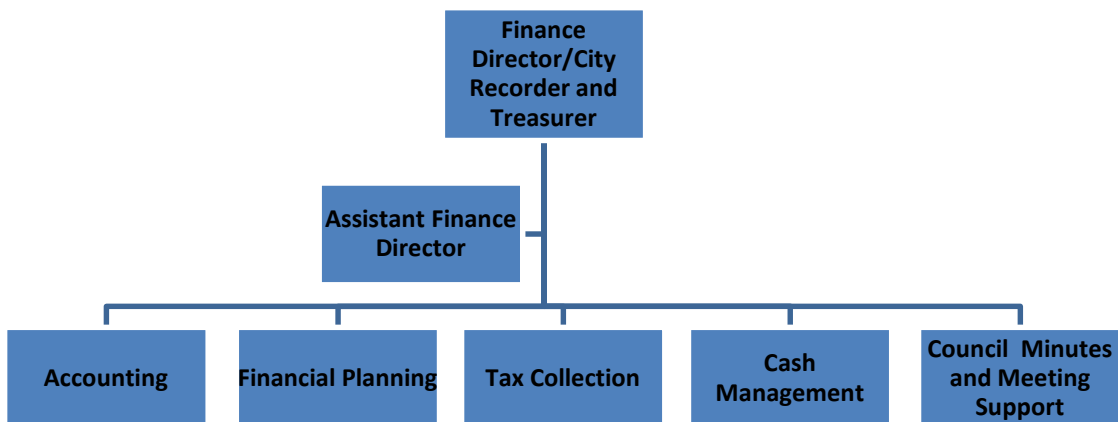 Finance
Director/City
Recorder and
Treasurer
Assistant Finance
Director
Accounting
Financial Planning
Tax Collection
Cash
Management
Council Minutes
and Meeting
Support